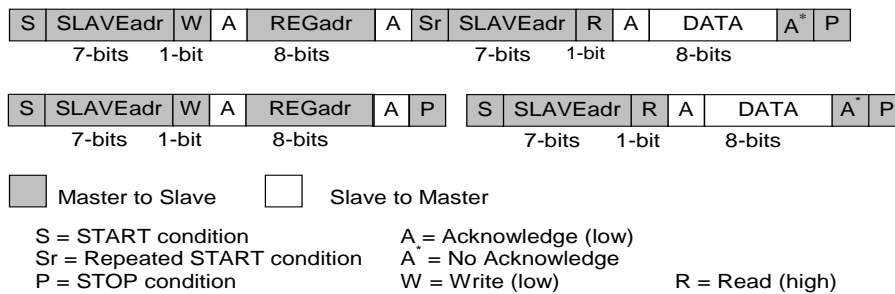 S SLAVEadr W A REGadr A Sr SLAVEadr R A DATA A* P
7-bits 1-bit 8-bits 7-bits 1-bit 8-bits
S SLAVEadr W A REGadr A P S SLAVEadr R A DATA A* P
7-bits 1-bit 8-bits 7-bits 1-bit 8-bits
Master to Slave Slave to Master
S = START condition A = Acknowledge (low)
Sr = Repeated START condition A* = No Acknowledge
P = STOP condition W = Write (low) R = Read (high)